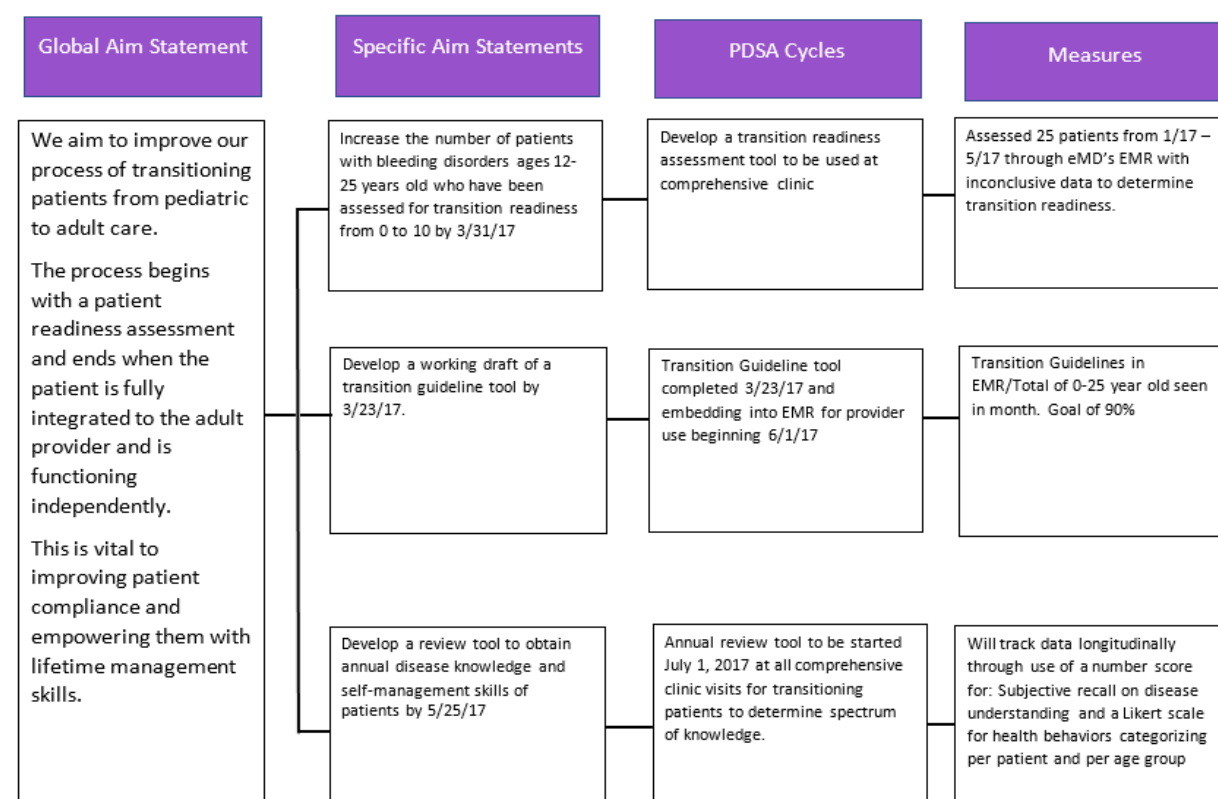 Global Aim Statement
Specific Aim Statements
PDSA Cycles
Measures
We aim to improve our
process of transitioning
patients from pediatric
to adult care.
The process begins
with a patient
readiness assessment
and ends when the
patient is fully
integrated to the adult
provider and is
functioning
independently.
This is vital to
improving patient
compliance and
empowering them with
lifetime management
skills.
Increase the number of patients
with bleeding disorders ages 12-
25 years old who have been
assessed for transition readiness
from 0 to 10 by 3/31/17
Develop a transition readiness
assessment tool to be used at
comprehensive clinic
Assessed 25 patients from 1/17 –
5/17 through eMD’s EMR with
inconclusive data to determine
transition readiness.
Develop a working draft of a
transition guideline tool by
3/23/17.
Transition Guideline tool
completed 3/23/17 and
embedding into EMR for provider
use beginning 6/1/17
Transition Guidelines in
EMR/Total of 0-25 year old seen
in month. Goal of 90%
Develop a review tool to obtain
annual disease knowledge and
self-management skills of
patients by 5/25/17
Annual review tool to be started
July 1, 2017 at all comprehensive
clinic visits for transitioning
patients to determine spectrum
of knowledge.
Will track data longitudinally
through use of a number score
for: Subjective recall on disease
understanding and a Likert scale
for health behaviors categorizing
per patient and per age group